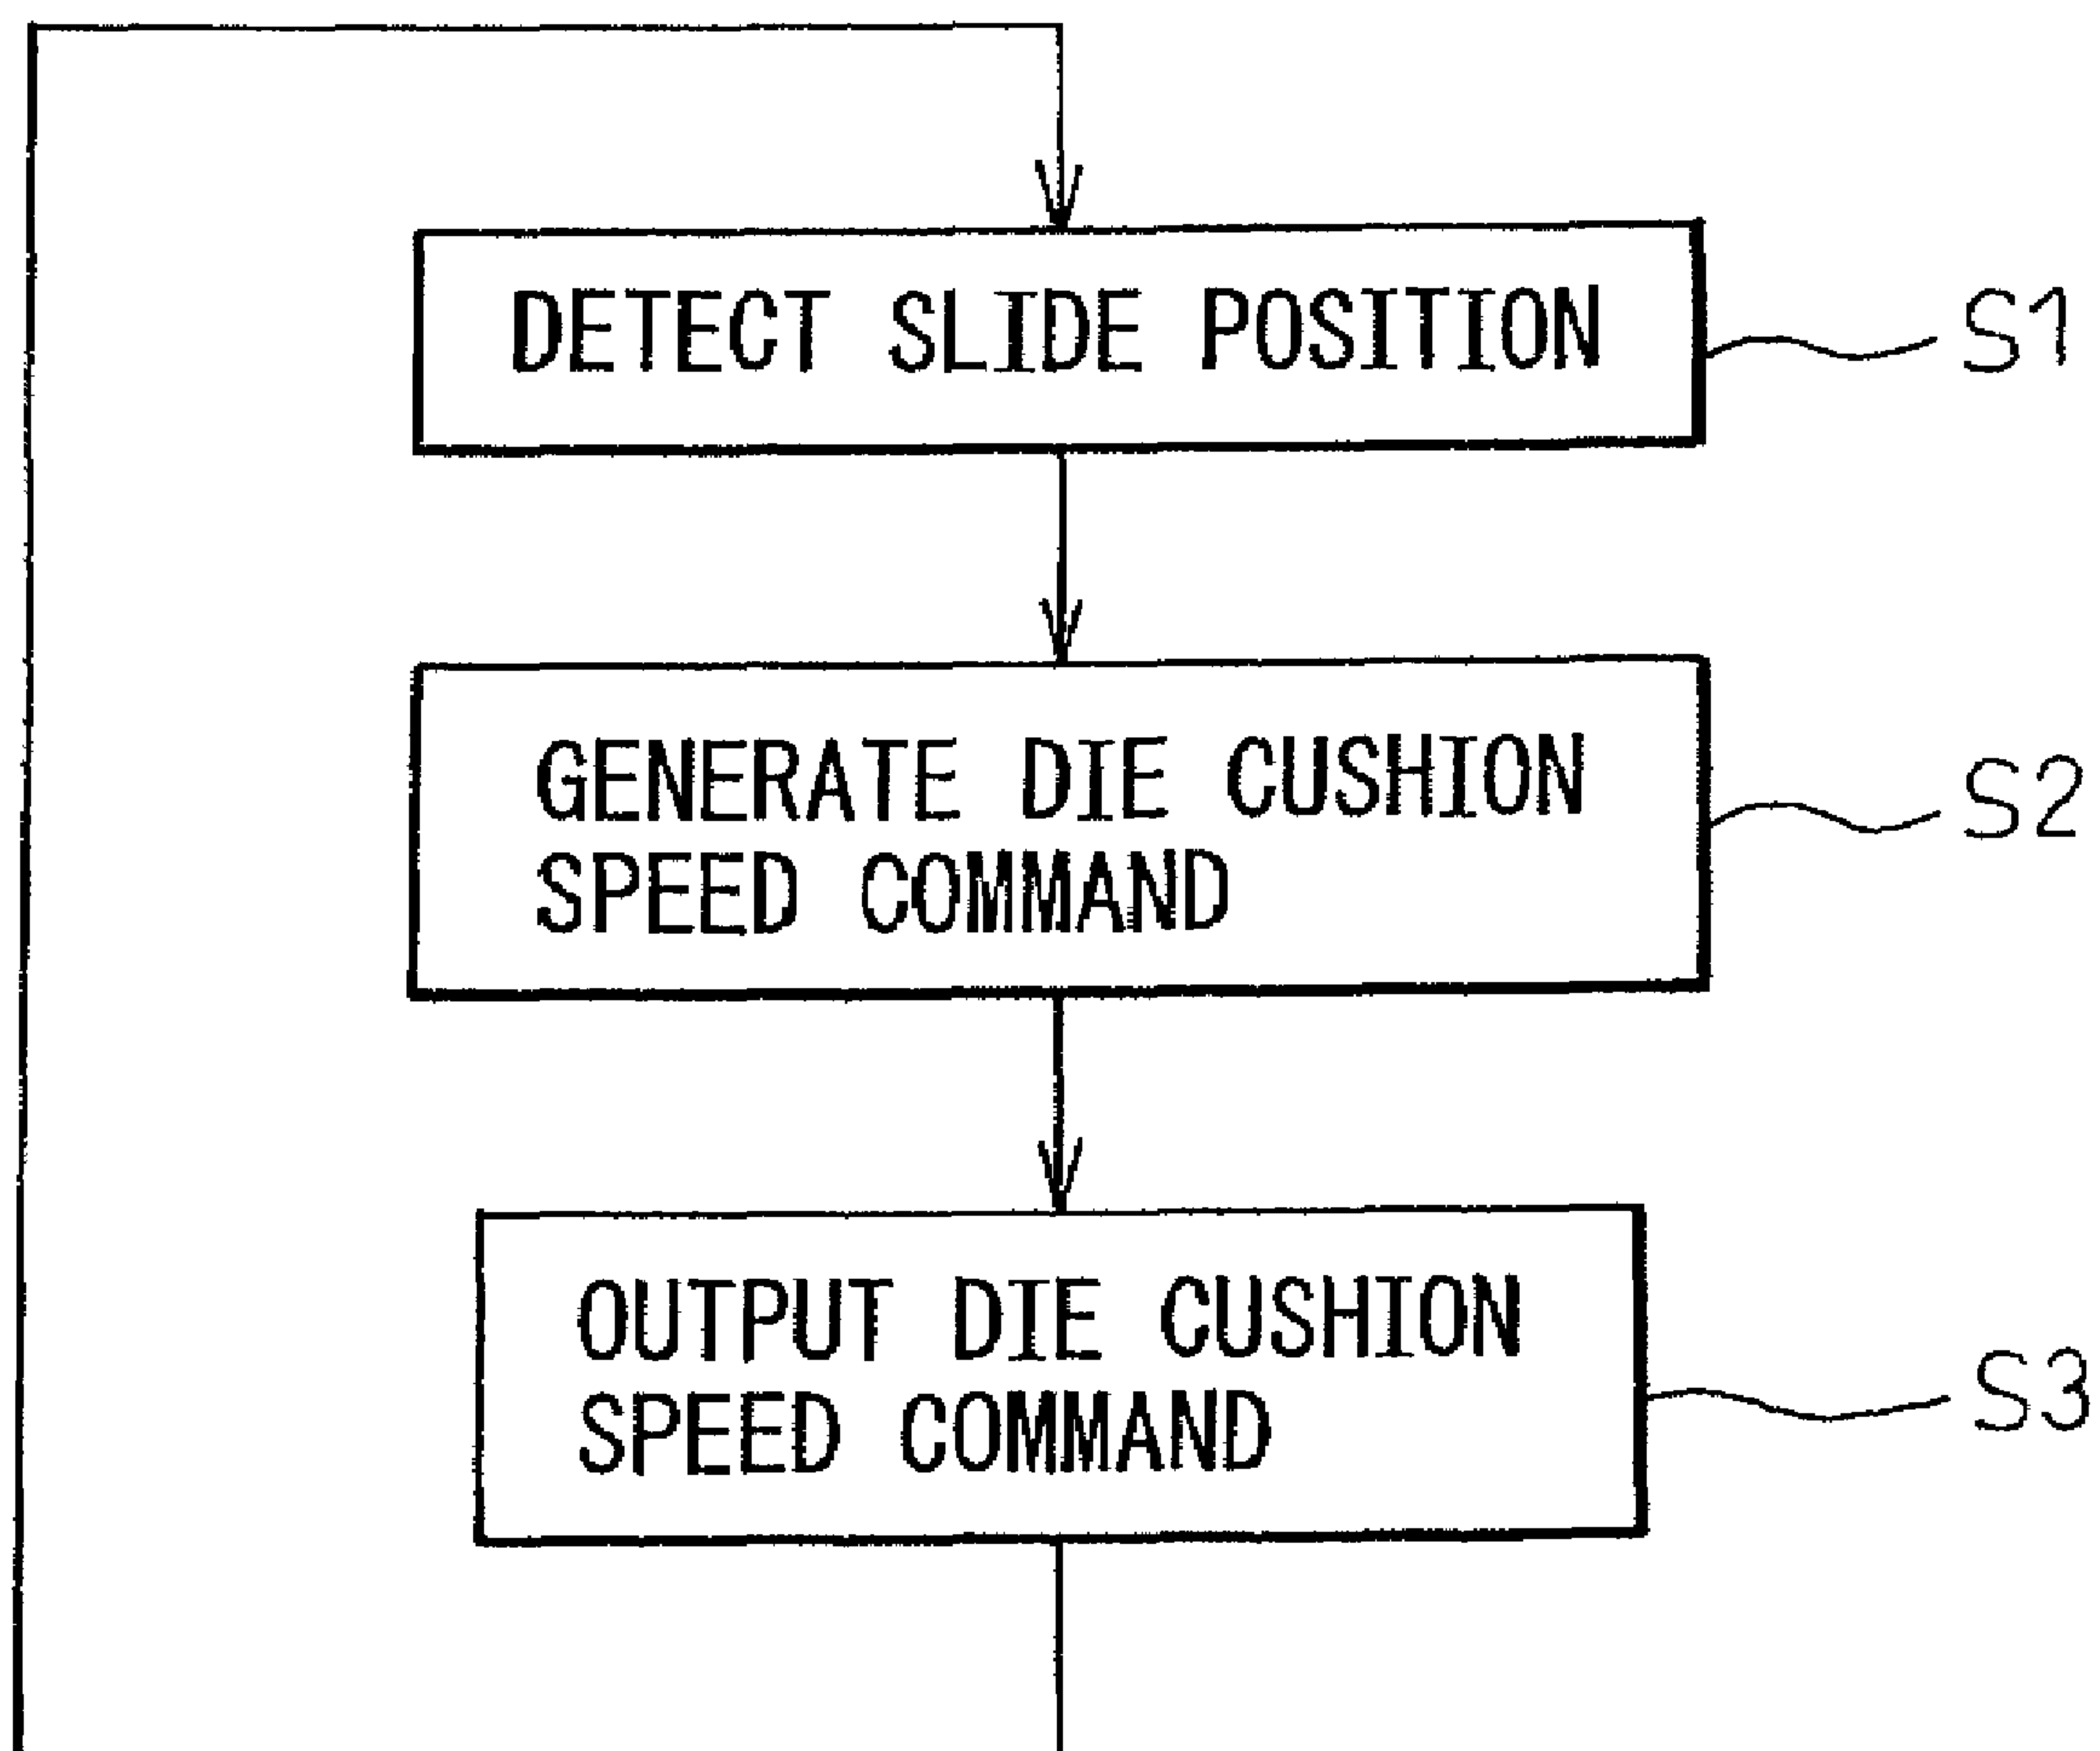 DETECT SLIDE POSITION
S1
GENERATE DIE CUSHION
SPEED COMMAND
S2
OUTPUT DIE CUSHION
SPEED COMMAND
S3